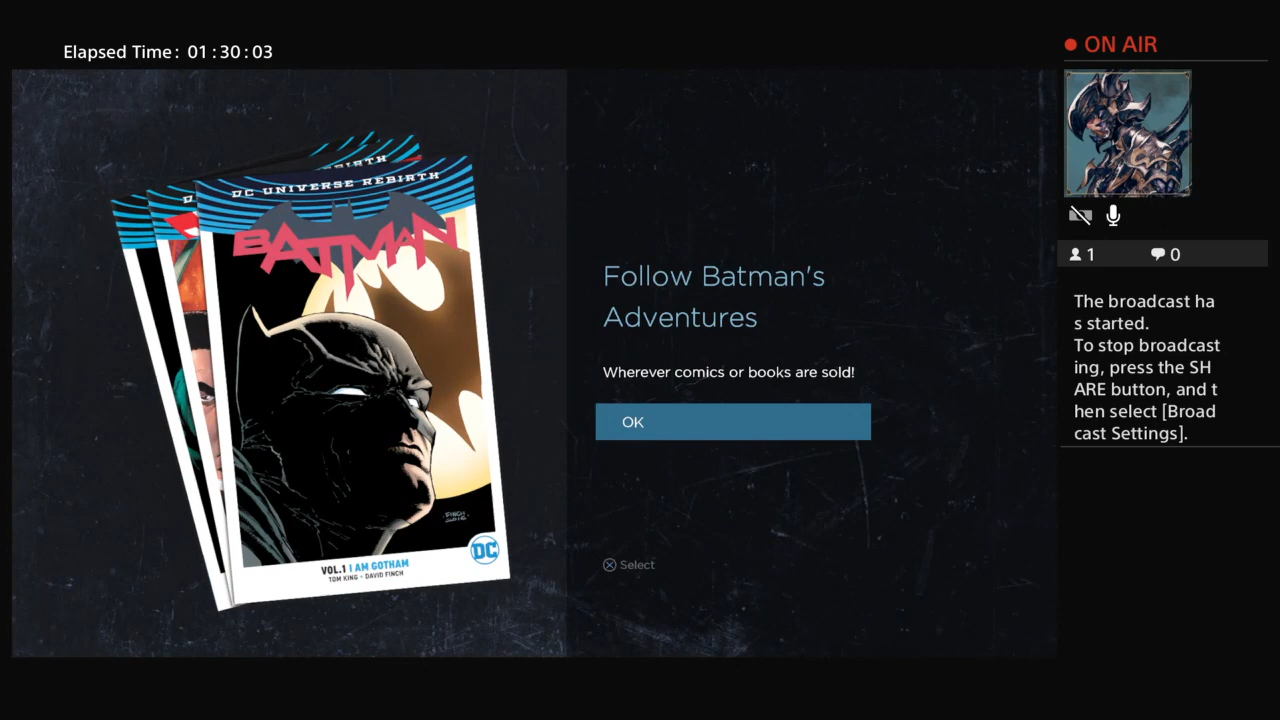 Elapsed Time: 01:30:03
ON AIR
DC UNIVERSE REBIRTH
BATMAN
FINCH
VOL.1 I AM GOTHAM
TOM KING - DAVID FINCH
DC
Follow Batman's
Adventures
Wherever comics or books are sold!
OK
Select
1
0
The broadcast ha
s started.
To stop broadcast
ing, press the SH
ARE button, and t
hen select [Broad
cast Settings].